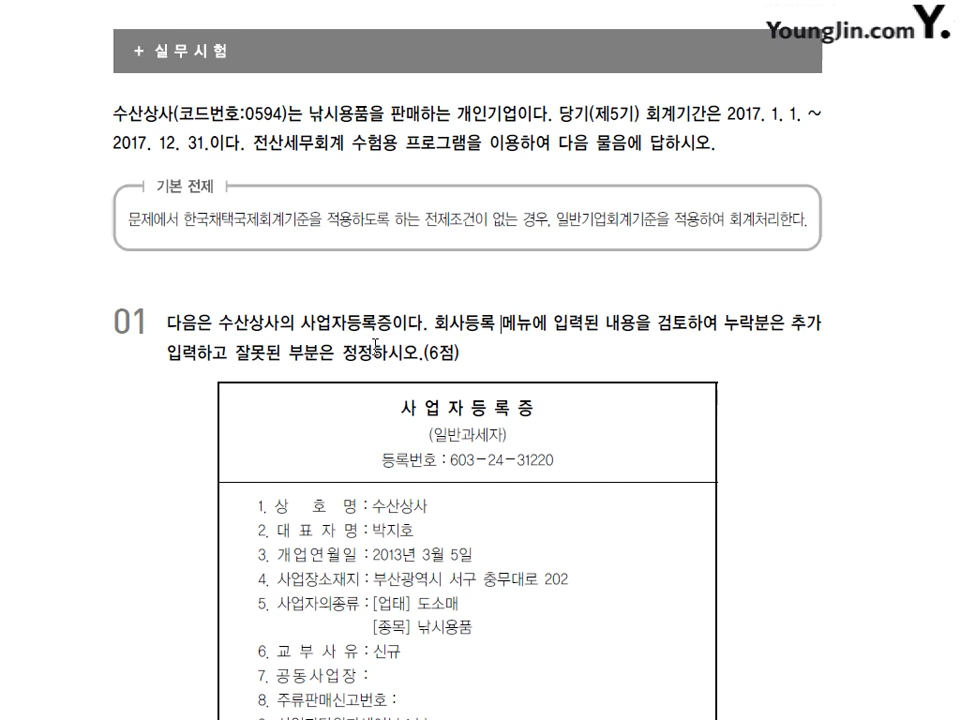 YoungJin.com Y.
+ 실무시험
수산상사(코드번호:0594)는 낚시용품을 판매하는 개인기업이다. 당기(제5기) 회계기간은 2017. 1. 1. ~
2017. 12. 31.이다. 전산세무회계 수험용 프로그램을 이용하여 다음 물음에 답하시오.
기본 전제
문제에서 한국채택국제회계기준을 적용하도록 하는 전제조건이 없는 경우, 일반기업회계기준을 적용하여 회계처리한다.
01 다음은 수산상사의 사업자등록증이다. 회사등록 메뉴에 입력된 내용을 검토하여 누락분은 추가
입력하고 잘못된 부분은 정정하시오.(6점)
사 업 자 등 록 증
(일반과세자)
등록번호 : 603-24-31220
1. 상 호 명 : 수산상사
2. 대 표 자 명 : 박지호
3. 개업연월일 : 2013년 3월 5일
4. 사업장소재지 : 부산광역시 서구 충무대로 202
5. 사업자의종류 : [업태] 도소매
[종목] 낚시용품
6. 교 부 사 유 : 신규
7. 공동사업장 :
8. 주류판매신고번호 :